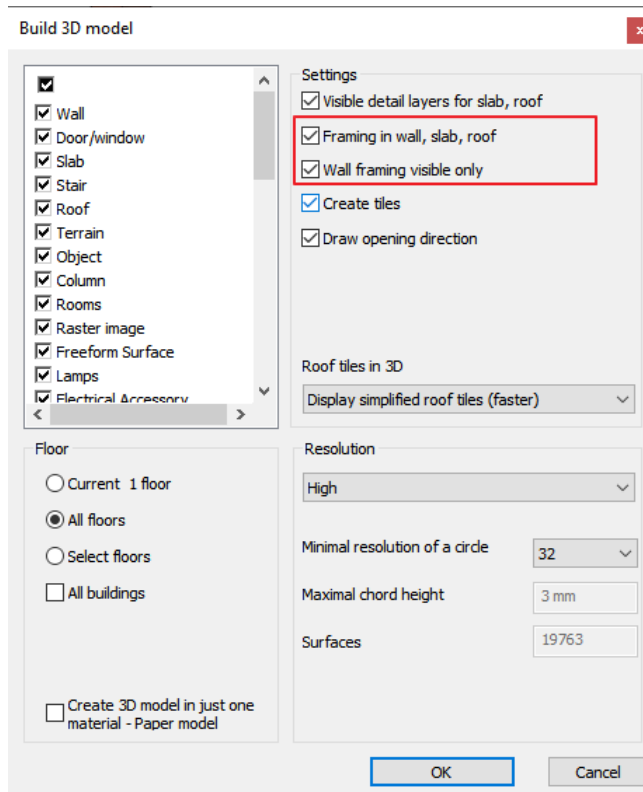 Build 3D model
x
Wall
Door/window
Slab
Stair
Roof
Terrain
Object
Column
Rooms
Raster image
Freeform Surface
Lamps
Electrical Accessory
Settings
Visible detail layers for slab, roof
Framing in wall, slab, roof
Wall framing visible only
Create tiles
Draw opening direction
Roof tiles in 3D
Display simplified roof tiles (faster)
Floor
Current 1 floor
All floors
Select floors
All buildings
Create 3D model in just one
material - Paper model
Resolution
High
Minimal resolution of a circle
32
Maximal chord height
3 mm
Surfaces
19763
OK
Cancel